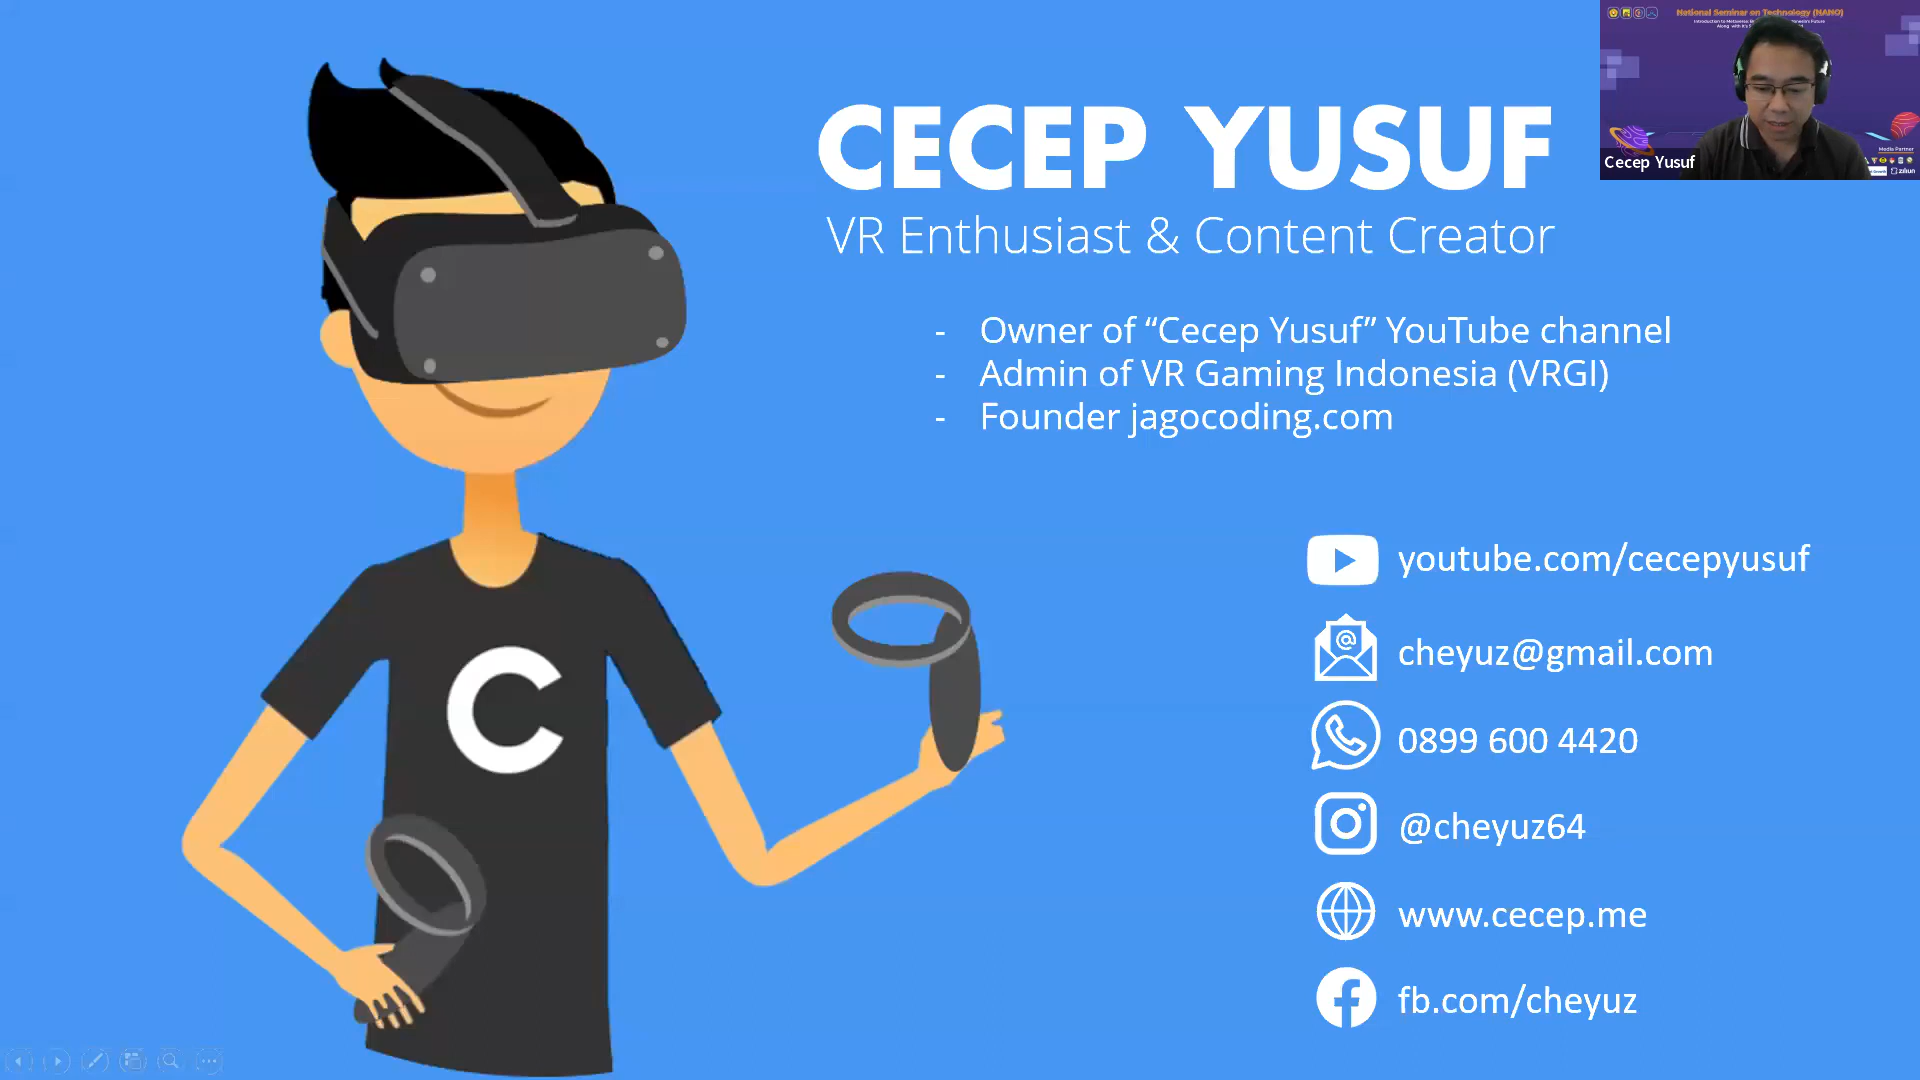 CECEP YUSUF
VR Enthusiast & Content Creator
- Owner of “Cecep Yusuf” YouTube channel
- Admin of VR Gaming Indonesia (VRGI)
- Founder jagocoding.com
youtube.com/cecepyusuf
cheyuz@gmail.com
0899 600 4420
@cheyuz64
www.cecep.me
fb.com/cheyuz
C
National Seminar on Technology (NANO)
Cecep Yusuf
Media Partner